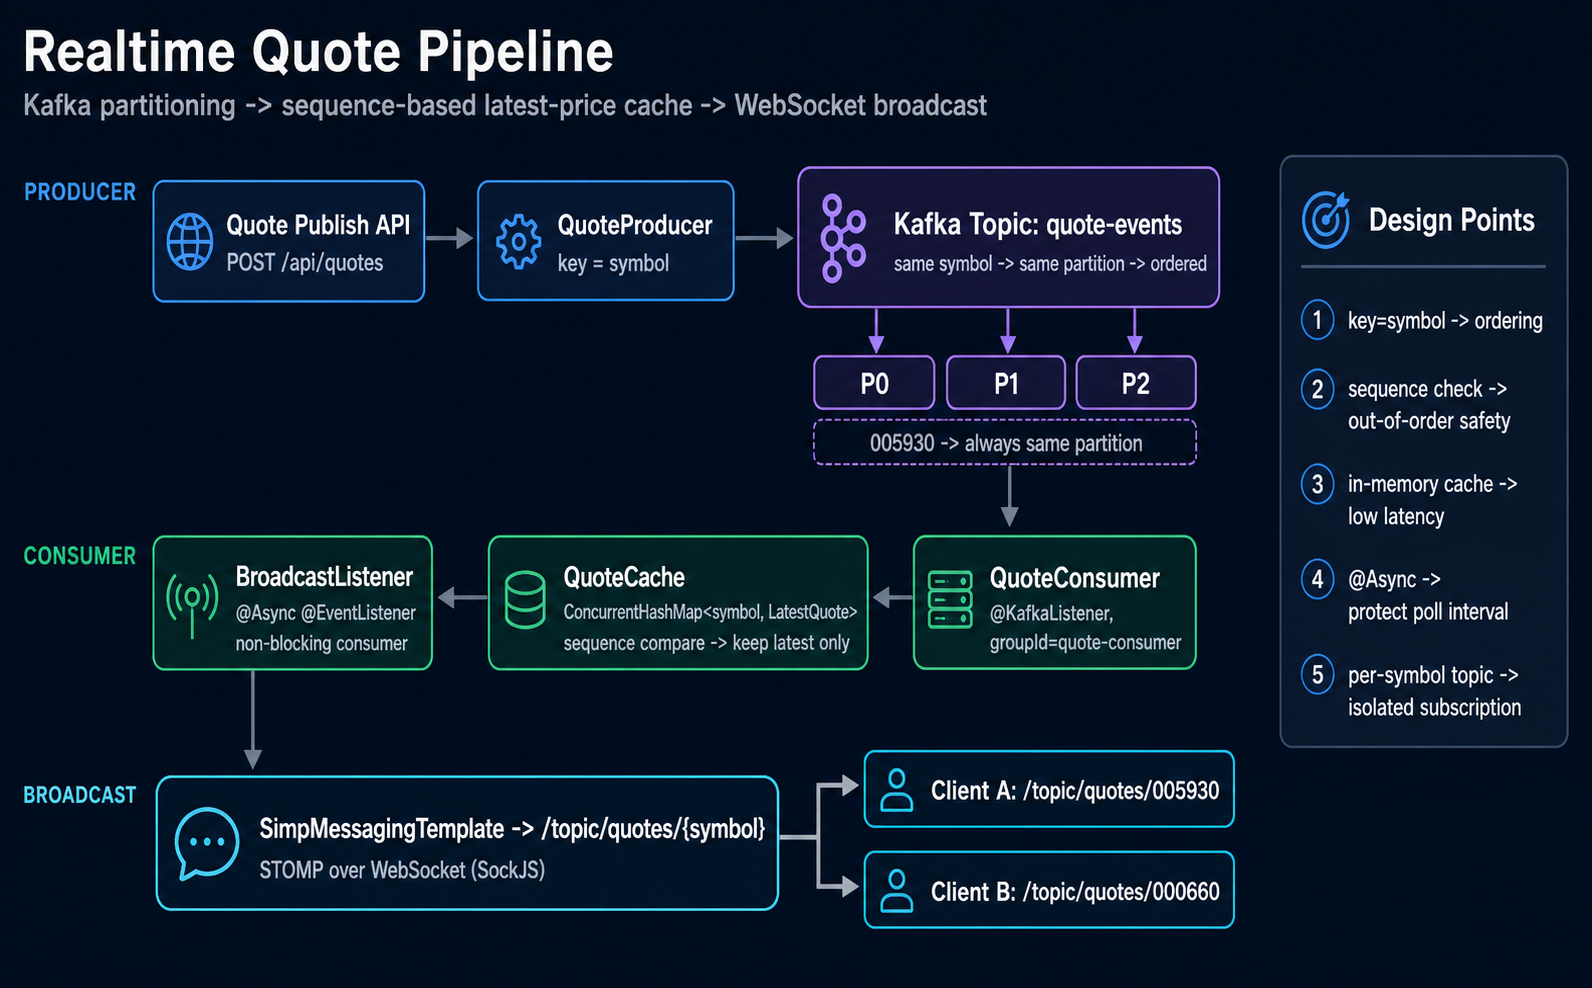 Realtime Quote Pipeline
Kafka partitioning -> sequence-based latest-price cache -> WebSocket broadcast
PRODUCER
Quote Publish API
POST /api/quotes
QuoteProducer
key = symbol
Kafka Topic: quote-events
same symbol -> same partition -> ordered
P0
P1
P2
005930 -> always same partition
CONSUMER
BroadcastListener
@Async @EventListener
non-blocking consumer
QuoteCache
ConcurrentHashMap<symbol, LatestQuote>
sequence compare -> keep latest only
QuoteConsumer
@KafkaListener,
groupId=quote-consumer
BROADCAST
SimpMessagingTemplate -> /topic/quotes/{symbol}
STOMP over WebSocket (SockJS)
Client A: /topic/quotes/005930
Client B: /topic/quotes/000660
Design Points
1 key=symbol -> ordering
2 sequence check ->
out-of-order safety
3 in-memory cache ->
low latency
4 @Async ->
protect poll interval
5 per-symbol topic ->
isolated subscription